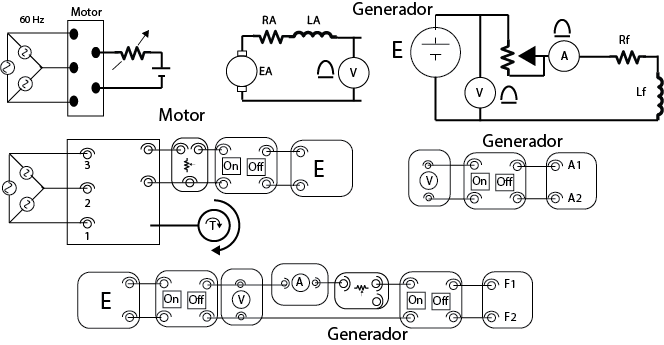 60 Hz
Motor
RA
LA
EA
V
Generador
E
V
A
Rf
Lf
Motor
3
2
1
On
Off
E
T
Generador
V
On
Off
A1
A2
E
On
Off
V
A
On
Off
F1
F2
Generador